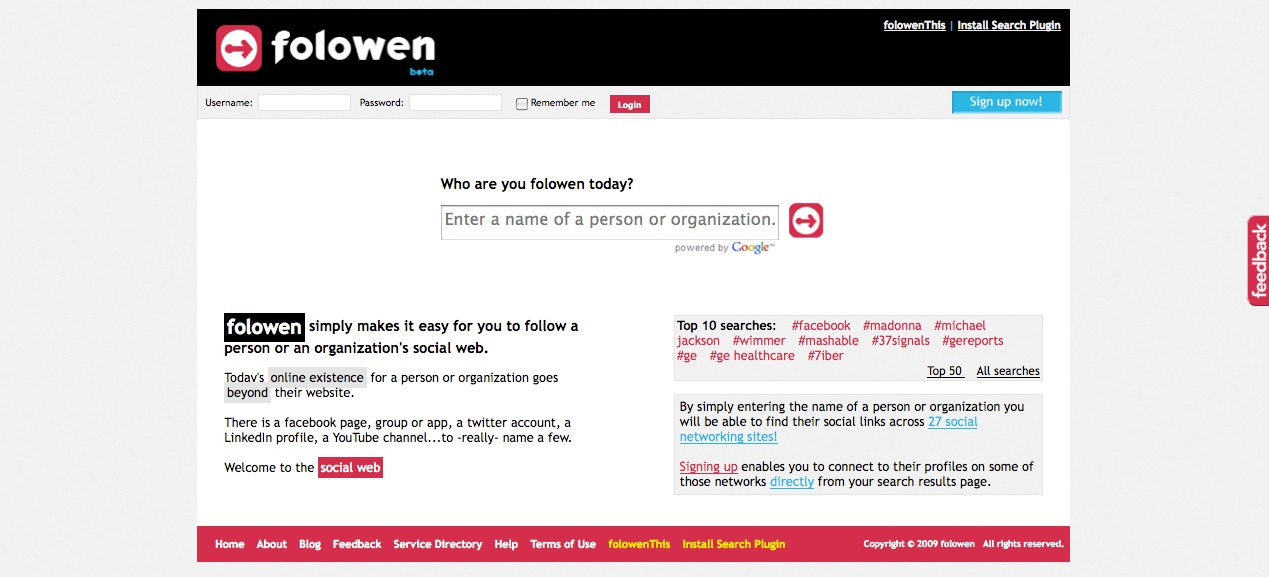 folowen
beta
folowenThis | Install Search Plugin
Username: Password: Remember me Login
Sign up now!
Who are you folowen today?
Enter a name of a person or organization.
powered by Google™
feedback
folowen simply makes it easy for you to follow a
person or an organization's social web.
Today's online existence for a person or organization goes
beyond their website.
There is a facebook page, group or app, a twitter account, a
LinkedIn profile, a YouTube channel...to -really- name a few.
Welcome to the social web
Top 10 searches: #facebook #madonna #michael
jackson #wimmer #mashable #37signals #gereports
#ge #ge healthcare #7iber
Top 50 All searches
By simply entering the name of a person or organization you
will be able to find their social links across 27 social
networking sites!
Signing up enables you to connect to their profiles on some of
those networks directly from your search results page.
Home About Blog Feedback Service Directory Help Terms of Use folowenThis Install Search Plugin
Copyright © 2009 folowen All rights reserved.